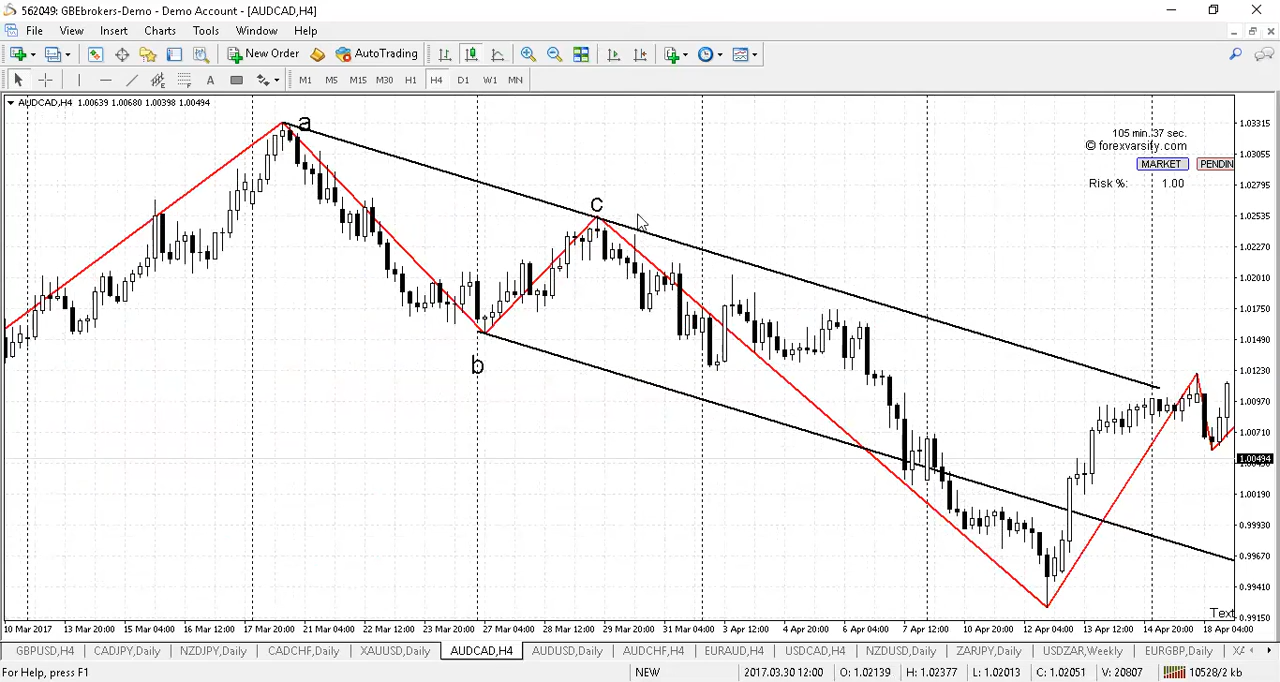 562049: GBEbrokers-Demo - Demo Account - [AUDCAD,H4]
File View Insert Charts Tools Window Help
New Order AutoTrading
A M1 M5 M15 M30 H1 H4 D1 W1 MN
AUDCAD,H4 1.00639 1.00680 1.00398 1.00494
105 min. 37 sec.
© forexvarsity.com
MARKET PENDIN
Risk %: 1.00
a
c
b
Text
1.03315
1.03055
1.02795
1.02535
1.02270
1.02010
1.01750
1.01490
1.01230
1.00970
1.00710
1.00494
1.00190
0.99930
0.99670
0.99410
0.99150
10 Mar 2017 13 Mar 20:00 15 Mar 04:00 16 Mar 12:00 17 Mar 20:00 21 Mar 04:00 22 Mar 12:00 23 Mar 20:00 27 Mar 04:00 28 Mar 12:00 29 Mar 20:00 31 Mar 04:00 3 Apr 12:00 4 Apr 20:00 6 Apr 04:00 7 Apr 12:00 10 Apr 20:00 12 Apr 04:00 13 Apr 12:00 14 Apr 20:00 18 Apr 04:00
GBPUSD,H4 CADJPY,Daily NZDJPY,Daily CADCHF,Daily XAUUSD,Daily AUDCAD,H4 AUDUSD,Daily AUDCHF,H4 EURAUD,H4 USDCAD,H4 NZDUSD,Daily ZARJPY,Daily USDZAR,Weekly EURGBP,Daily
For Help, press F1 NEW 2017.03.30 12:00 O: 1.02139 H: 1.02377 L: 1.02013 C: 1.02051 V: 20807 10528/2 kb